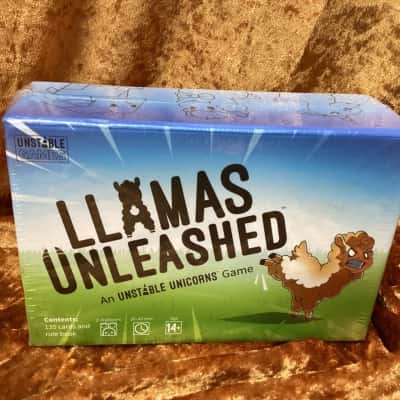 UNSTABLE
GAMES
LLAMAS
UNLEASHED
An UNSTABLE UNICORNS Game
Contents:
135 cards and
rule book
14+